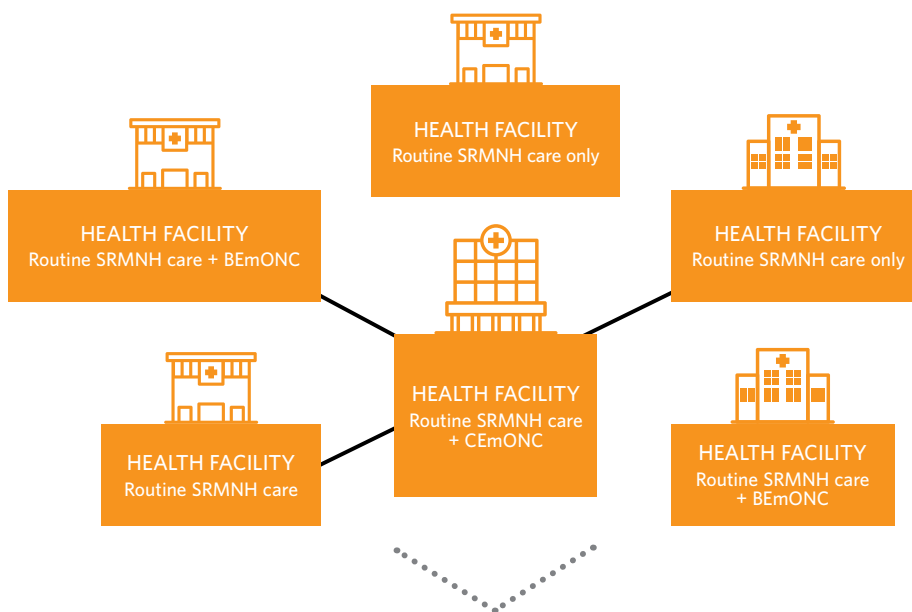 HEALTH FACILITY
Routine SRMNH care only
HEALTH FACILITY
Routine SRMNH care + BEmONC
HEALTH FACILITY
Routine SRMNH care only
HEALTH FACILITY
Routine SRMNH care
+ CEmONC
HEALTH FACILITY
Routine SRMNH care
HEALTH FACILITY
Routine SRMNH care
+ BEmONC